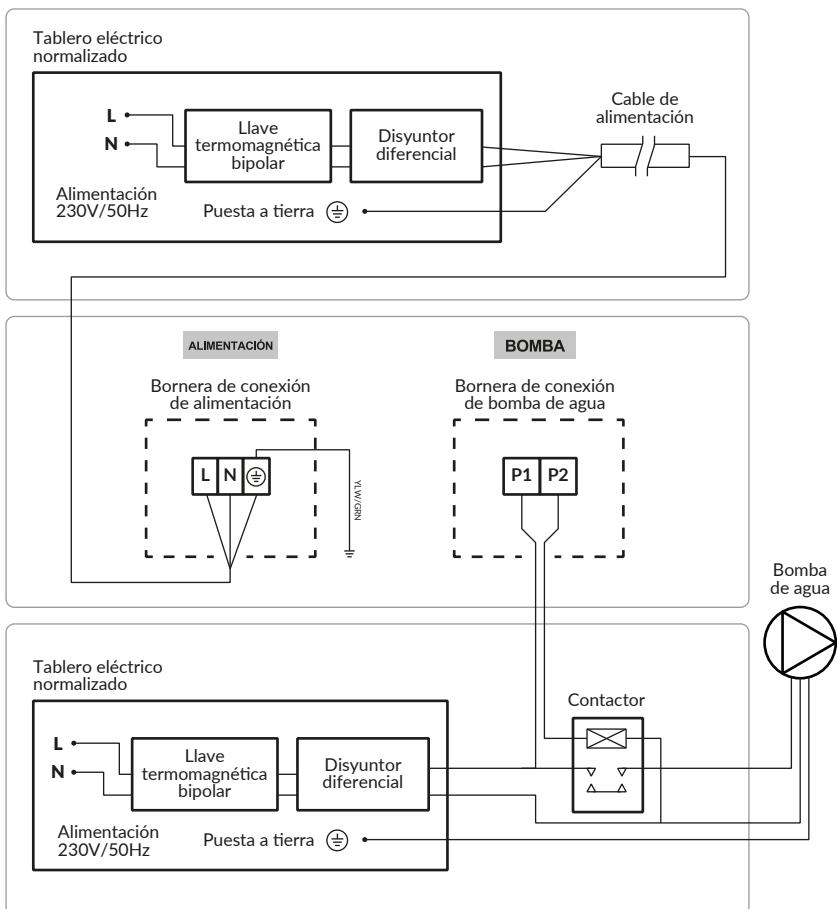 Tablero eléctrico
normalizado
L
N
Llave
termomagnética
bipolar
Disyuntor
diferencial
Cable de
alimentación
Alimentación
230V/50Hz
Puesta a tierra
ALIMENTACIÓN
BOMBA
Bornera de conexión
de alimentación
Bornera de conexión
de bomba de agua
L N
P1 P2
YLW/GRN
Bomba
de agua
Tablero eléctrico
normalizado
Contactor
L
N
Llave
termomagnética
bipolar
Disyuntor
diferencial
Alimentación
230V/50Hz
Puesta a tierra